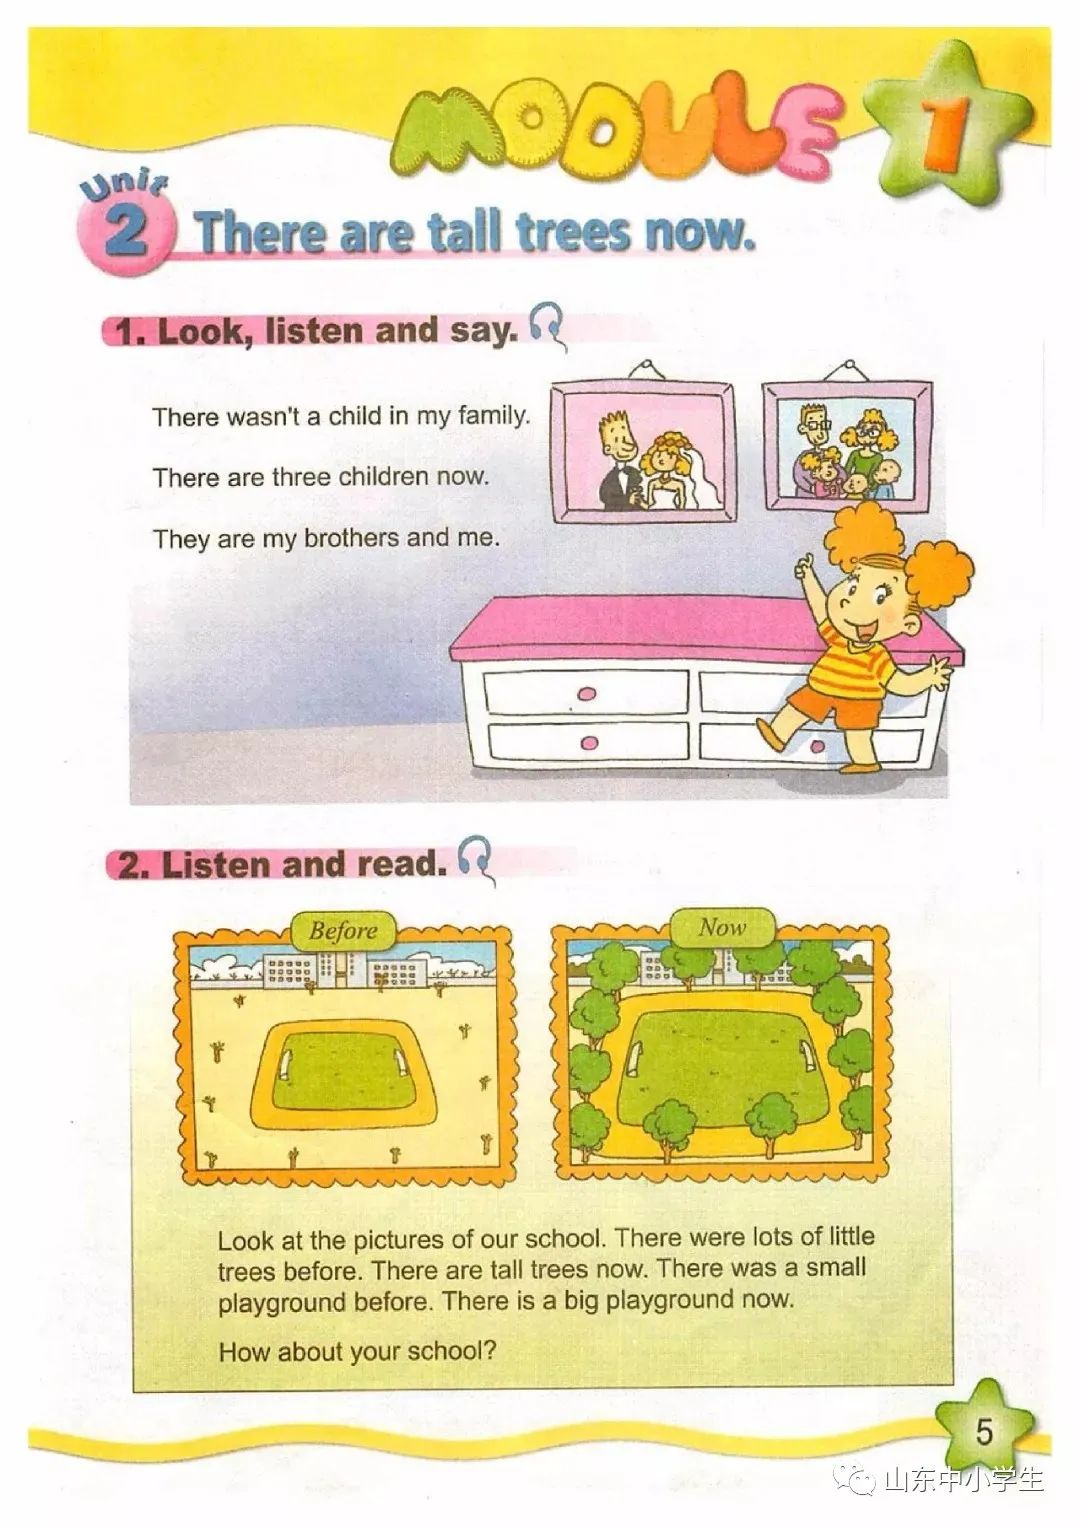 MODULE 1
Unit
2 There are tall trees now.
1. Look, listen and say.
There wasn't a child in my family.
There are three children now.
They are my brothers and me.
2. Listen and read.
Before
Now
Look at the pictures of our school. There were lots of little
trees before. There are tall trees now. There was a small
playground before. There is a big playground now.
How about your school?
5
山东中小学生